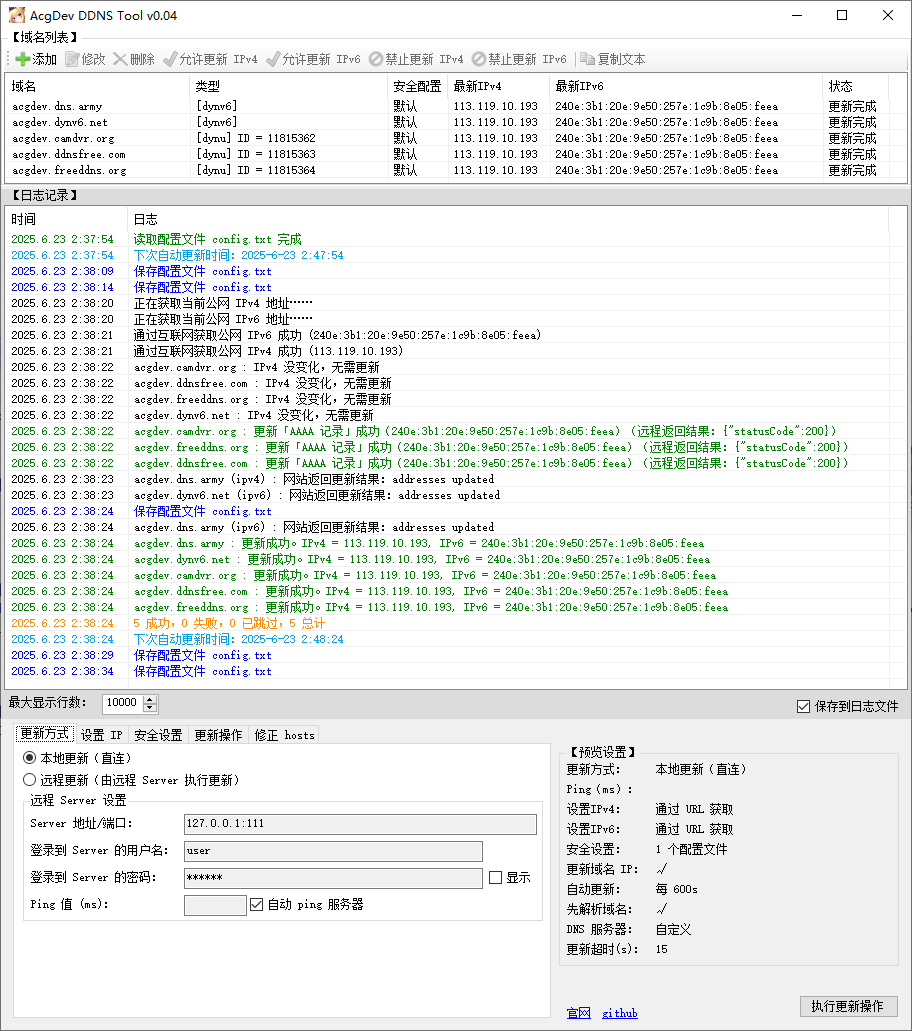 AcgDev DDNS Tool v0.04
【域名列表】
添加 修改 删除 允许更新 IPv4 允许更新 IPv6 禁止更新 IPv4 禁止更新 IPv6 复制文本
域名 类型 安全配置 最新IPv4 最新IPv6 状态
acgdev.dns.army [dynv6] 默认 113.119.10.193 240e:3b1:20e:9e50:257e:1c9b:8e05:feea 更新完成
acgdev.dynv6.net [dynv6] 默认 113.119.10.193 240e:3b1:20e:9e50:257e:1c9b:8e05:feea 更新完成
acgdev.camdvr.org [dynu] ID = 11815362 默认 113.119.10.193 240e:3b1:20e:9e50:257e:1c9b:8e05:feea 更新完成
acgdev.ddnsfree.com [dynu] ID = 11815363 默认 113.119.10.193 240e:3b1:20e:9e50:257e:1c9b:8e05:feea 更新完成
acgdev.freeddns.org [dynu] ID = 11815364 默认 113.119.10.193 240e:3b1:20e:9e50:257e:1c9b:8e05:feea 更新完成
【日志记录】
时间 日志
2025.6.23 2:37:54 读取配置文件 config.txt 完成
2025.6.23 2:37:54 下次自动更新时间：2025-6-23 2:47:54
2025.6.23 2:38:09 保存配置文件 config.txt
2025.6.23 2:38:14 保存配置文件 config.txt
2025.6.23 2:38:20 正在获取当前公网 IPv4 地址……
2025.6.23 2:38:20 正在获取当前公网 IPv6 地址……
2025.6.23 2:38:21 通过互联网获取公网 IPv6 成功 (240e:3b1:20e:9e50:257e:1c9b:8e05:feea)
2025.6.23 2:38:21 通过互联网获取公网 IPv4 成功 (113.119.10.193)
2025.6.23 2:38:22 acgdev.camdvr.org : IPv4 没变化，无需更新
2025.6.23 2:38:22 acgdev.ddnsfree.com : IPv4 没变化，无需更新
2025.6.23 2:38:22 acgdev.freeddns.org : IPv4 没变化，无需更新
2025.6.23 2:38:22 acgdev.dynv6.net : IPv4 没变化，无需更新
2025.6.23 2:38:22 acgdev.camdvr.org : 更新「AAAA 记录」成功（240e:3b1:20e:9e50:257e:1c9b:8e05:feea）（远程返回结果：{"statusCode":200}）
2025.6.23 2:38:22 acgdev.freeddns.org : 更新「AAAA 记录」成功（240e:3b1:20e:9e50:257e:1c9b:8e05:feea）（远程返回结果：{"statusCode":200}）
2025.6.23 2:38:22 acgdev.ddnsfree.com : 更新「AAAA 记录」成功（240e:3b1:20e:9e50:257e:1c9b:8e05:feea）（远程返回结果：{"statusCode":200}）
2025.6.23 2:38:23 acgdev.dns.army (ipv4) : 网站返回更新结果：addresses updated
2025.6.23 2:38:23 acgdev.dynv6.net (ipv6) : 网站返回更新结果：addresses updated
2025.6.23 2:38:24 保存配置文件 config.txt
2025.6.23 2:38:24 acgdev.dns.army (ipv6) : 网站返回更新结果：addresses updated
2025.6.23 2:38:24 acgdev.dns.army : 更新成功。IPv4 = 113.119.10.193, IPv6 = 240e:3b1:20e:9e50:257e:1c9b:8e05:feea
2025.6.23 2:38:24 acgdev.dynv6.net : 更新成功。IPv4 = 113.119.10.193, IPv6 = 240e:3b1:20e:9e50:257e:1c9b:8e05:feea
2025.6.23 2:38:24 acgdev.camdvr.org : 更新成功。IPv4 = 113.119.10.193, IPv6 = 240e:3b1:20e:9e50:257e:1c9b:8e05:feea
2025.6.23 2:38:24 acgdev.ddnsfree.com : 更新成功。IPv4 = 113.119.10.193, IPv6 = 240e:3b1:20e:9e50:257e:1c9b:8e05:feea
2025.6.23 2:38:24 acgdev.freeddns.org : 更新成功。IPv4 = 113.119.10.193, IPv6 = 240e:3b1:20e:9e50:257e:1c9b:8e05:feea
2025.6.23 2:38:24 5 成功，0 失败，0 已跳过，5 总计
2025.6.23 2:38:24 下次自动更新时间：2025-6-23 2:48:24
2025.6.23 2:38:29 保存配置文件 config.txt
2025.6.23 2:38:34 保存配置文件 config.txt
最大显示行数： 10000 保存到日志文件
更新方式 设置 IP 安全设置 更新操作 修正 hosts
本地更新（直连）
远程更新（由远程 Server 执行更新）
远程 Server 设置
Server 地址/端口： 127.0.0.1:111
登录到 Server 的用户名： user
登录到 Server 的密码： ****** 显示
Ping 值 (ms)： 自动 ping 服务器
【预览设置】
更新方式： 本地更新（直连）
Ping(ms)：
设置IPv4： 通过 URL 获取
设置IPv6： 通过 URL 获取
安全设置： 1 个配置文件
更新域名 IP： √
自动更新： 每 600s
先解析域名： √
DNS 服务器： 自定义
更新超时(s)： 15
官网 github
执行更新操作